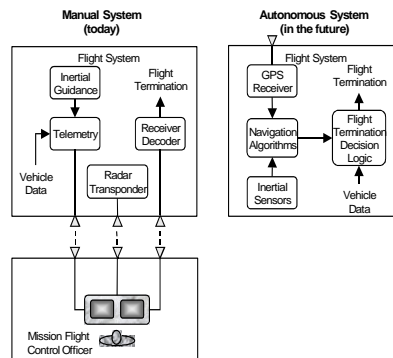 Manual System
(today)
Flight System
Inertial
Guidance
Flight
Termination
Telemetry
Receiver
Decoder
Vehicle
Data
Radar
Transponder
Mission Flight
Control Officer
Autonomous System
(in the future)
Flight System
GPS
Receiver
Flight
Termination
Navigation
Algorithms
Flight
Termination
Decision
Logic
Inertial
Sensors
Vehicle
Data